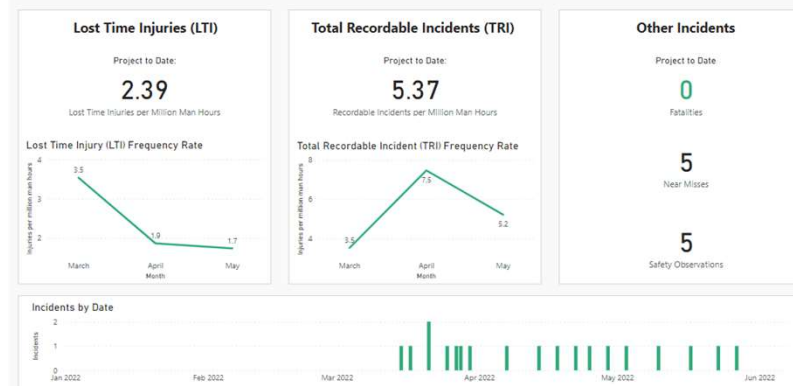 Lost Time Injuries (LTI)
Project to Date:
2.39
Lost Time Injuries per Million Man Hours
Lost Time Injury (LTI) Frequency Rate
Injuries per million man hours
4
3
2
3.5
1.9
1.7
March April May
Month
Total Recordable Incidents (TRI)
Project to Date:
5.37
Recordable Incidents per Million Man Hours
Total Recordable Incident (TRI) Frequency Rate
Injuries per million man hours
8
6
4
3.5
7.5
5.2
March April May
Month
Other Incidents
Project to Date
0
Fatalities
5
Near Misses
5
Safety Observations
Incidents by Date
Incidents
2
1
0
Jan 2022 Feb 2022 Mar 2022 Apr 2022 May 2022 Jun 2022